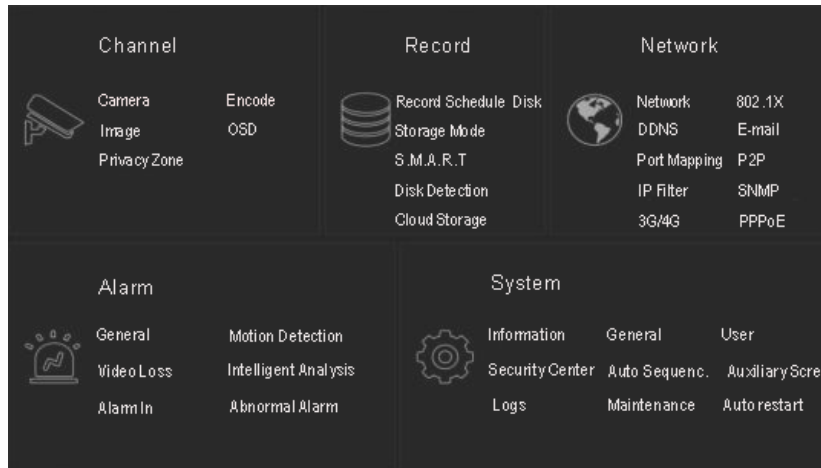 Channel
Camera Encode
Image OSD
Privacy Zone
Record
Record Schedule Disk
Storage Mode
S.M.A.R.T
Disk Detection
Cloud Storage
Network
Network 802.1X
DDNS E-mail
Port Mapping P2P
IP Filter SNMP
3G/4G PPPoE
Alarm
General Motion Detection
Video Loss Intelligent Analysis
Alarm In Abnormal Alarm
System
Information General User
Security Center Auto Sequenc. Auxiliary Scre
Logs Maintenance Auto restart